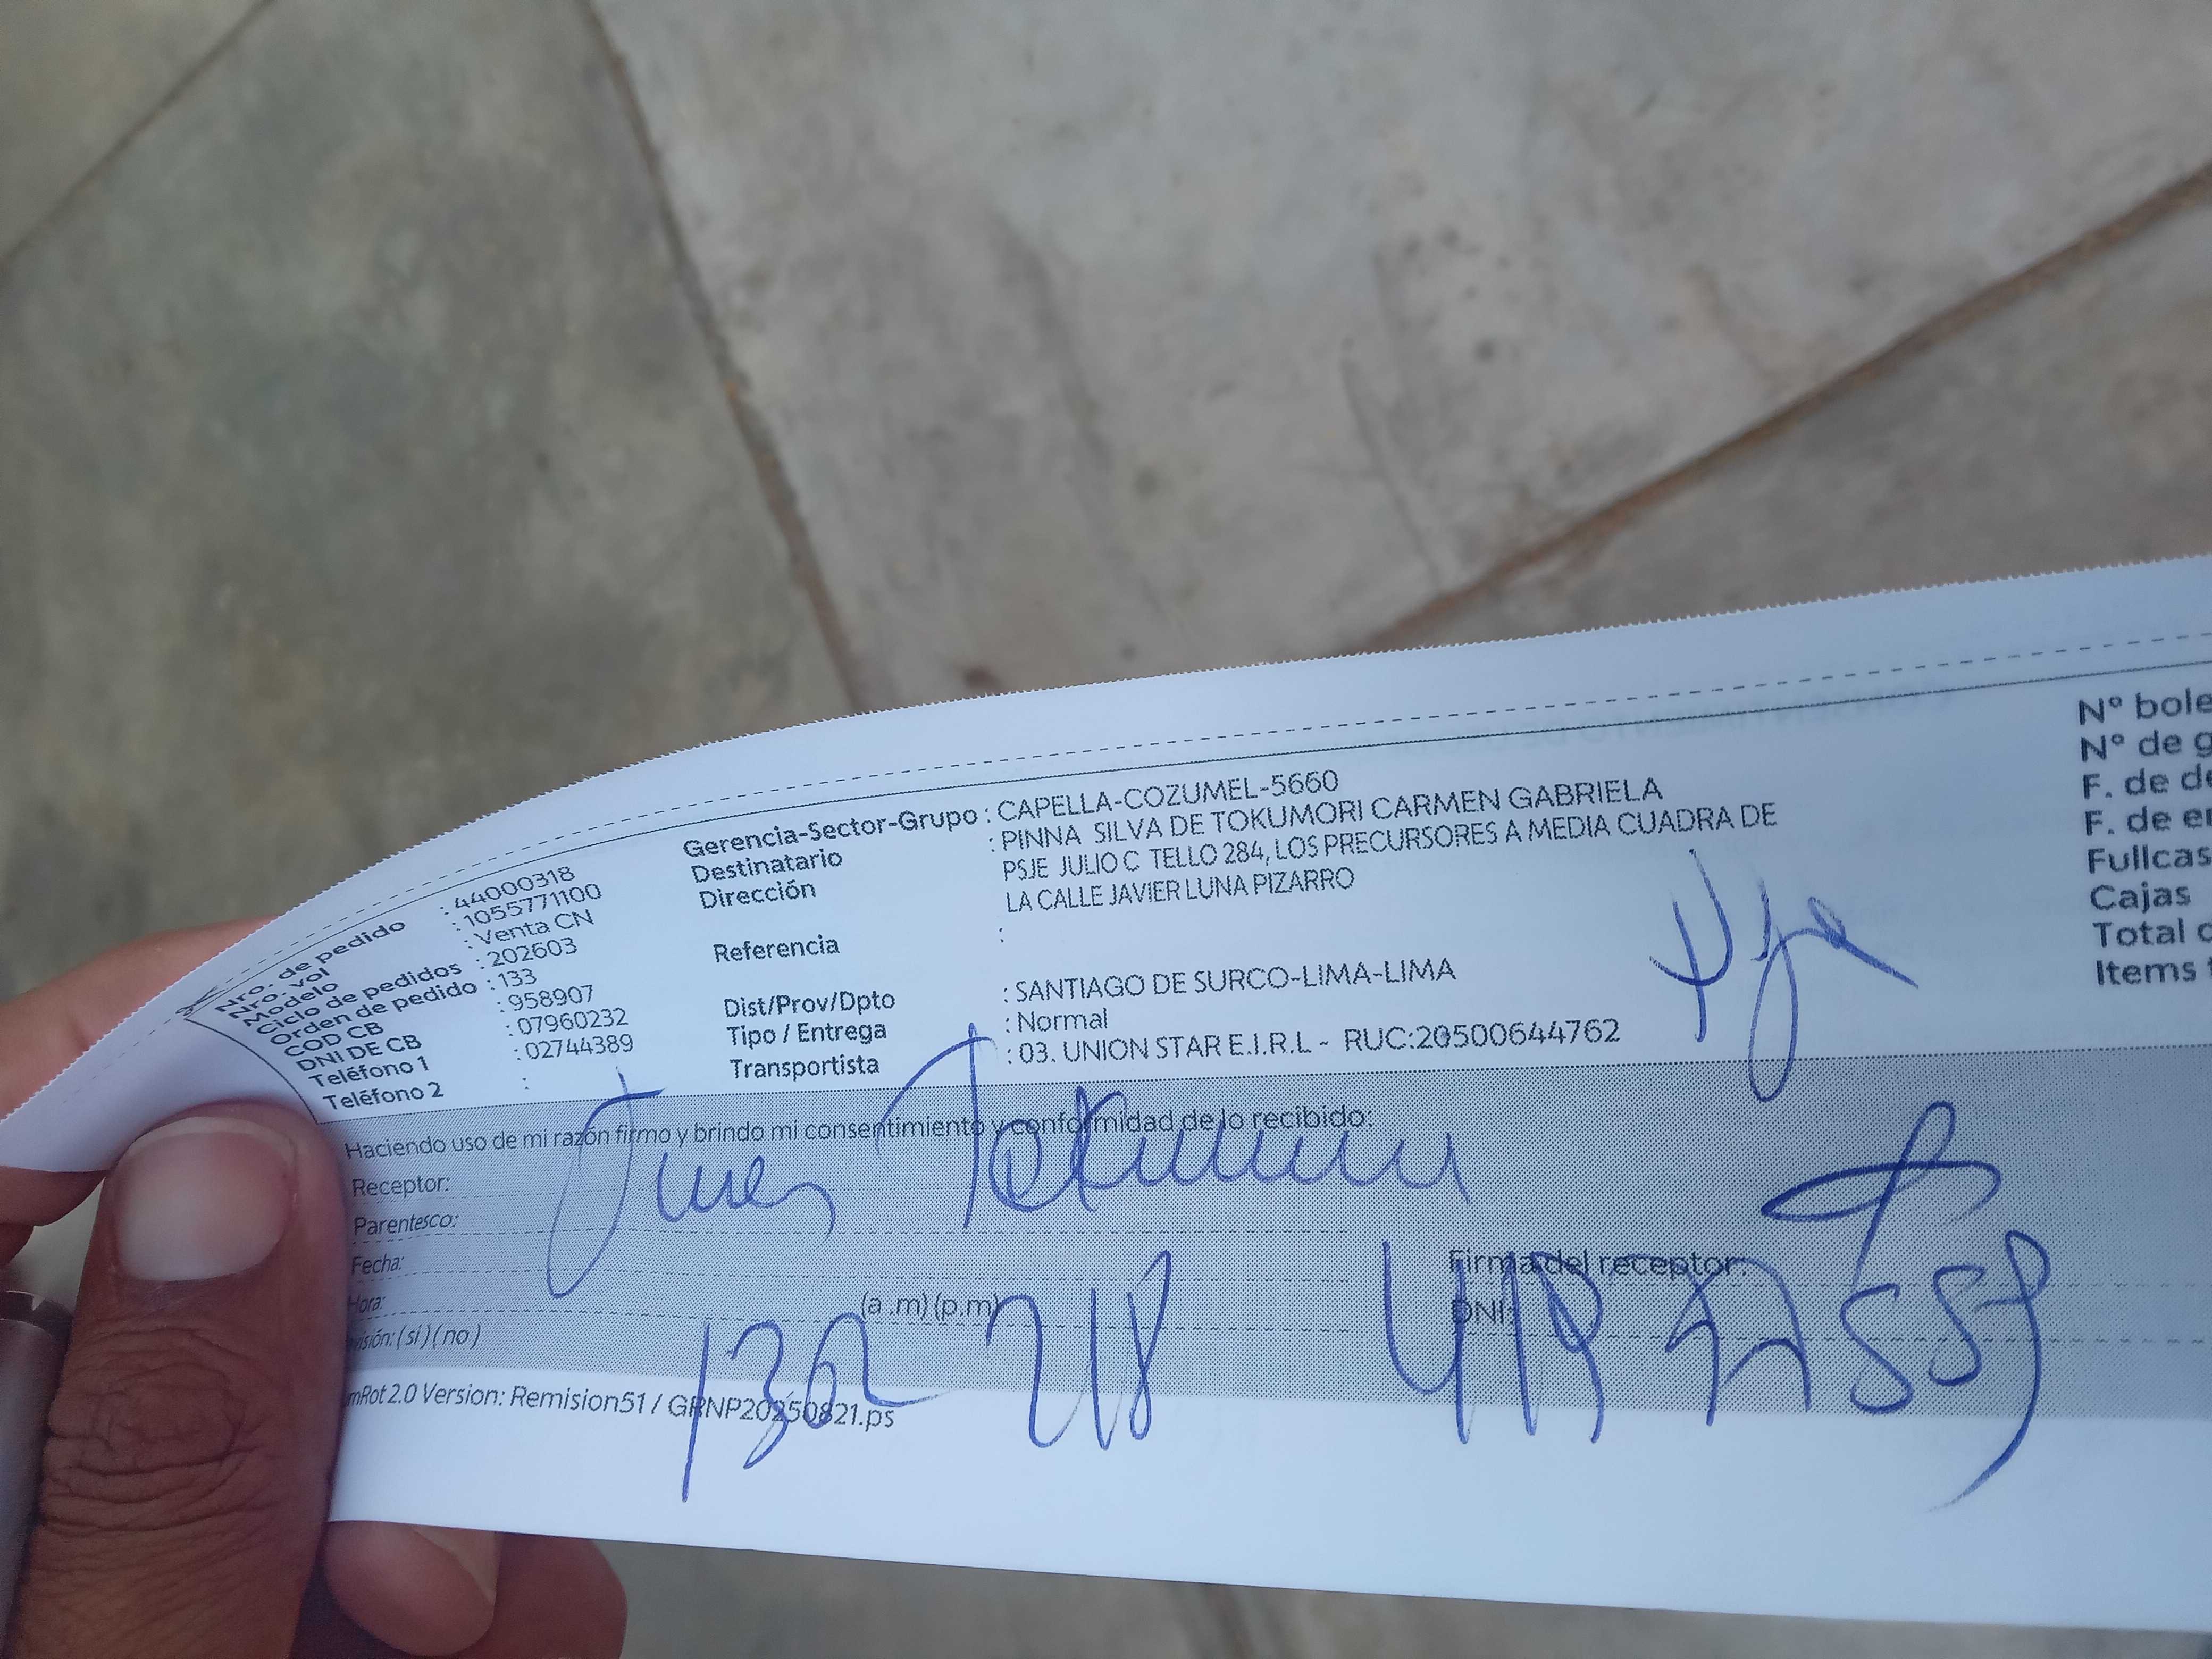 Nro. de pedido : 44000318
Nro. vol : 1055771100
Modelo : Venta CN
Ciclo de pedidos : 202603
Orden de pedido : 133
COD CB : 958907
DNI DE CB : 07960232
Teléfono 1 : 02744389
Teléfono 2 :
Gerencia-Sector-Grupo : CAPELLA-COZUMEL-5660
Destinatario : PINNA SILVA DE TOKUMORI CARMEN GABRIELA
Dirección PSJE JULIO C TELLO 284, LOS PRECURSORES A MEDIA CUADRA DE
LA CALLE JAVIER LUNA PIZARRO
Referencia :
Dist/Prov/Dpto : SANTIAGO DE SURCO-LIMA-LIMA
Tipo / Entrega : Normal
Transportista : 03. UNION STAR E.I.R.L - RUC:20500644762
Nº bole
Nº de g
F. de de
F. de en
Fullcas
Cajas
Total c
Items t
Haciendo uso de mi razón firmo y brindo mi consentimiento y conformidad de lo recibido:
Receptor:
Parentesco:
Fecha:
Hora: (a .m) (p.m)
isión: ( si ) ( no )
Firma del receptor:
DNI:
mRot 2.0 Version: Remision51 / GRNP20250821.ps